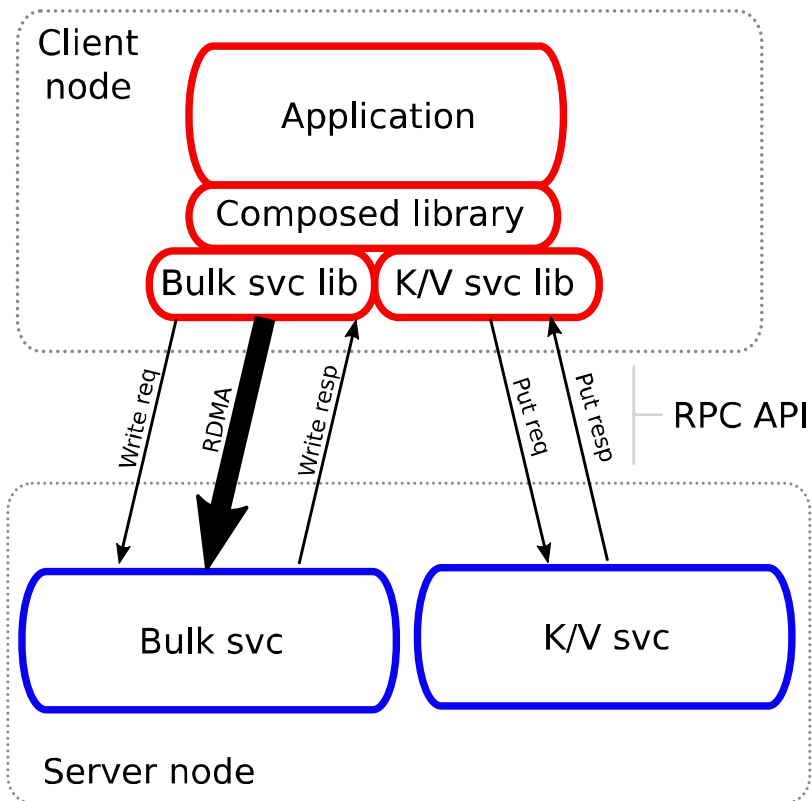 Client
node
Application
Composed library
Bulk svc lib
K/V svc lib
Write req
RDMA
Write resp
Put req
Put resp
RPC API
Bulk svc
K/V svc
Server node